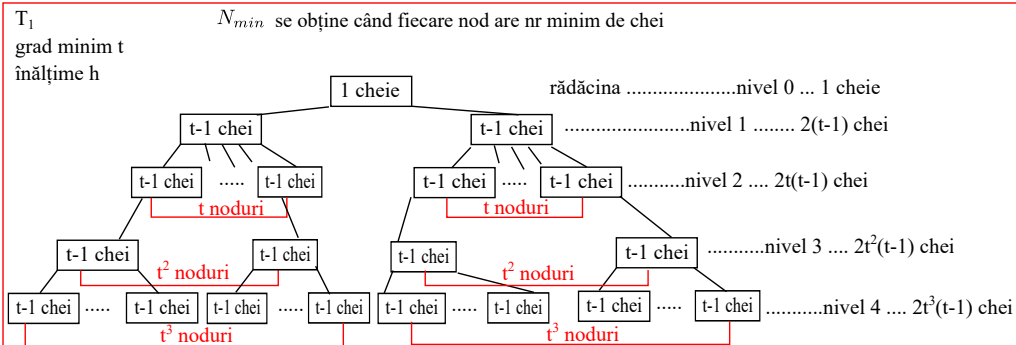 T₁ N_min se obține când fiecare nod are nr minim de chei
grad minim t
înălțime h
1 cheie rădăcina ......................nivel 0 ... 1 cheie
t-1 chei t-1 chei .........................nivel 1 ........ 2(t-1) chei
t-1 chei ..... t-1 chei t-1 chei ..... t-1 chei ...........nivel 2 .... 2t(t-1) chei
t noduri t noduri
t-1 chei t-1 chei t-1 chei t-1 chei ...........nivel 3 .... 2t²(t-1) chei
t² noduri t² noduri
t-1 chei ..... t-1 chei t-1 chei ..... t-1 chei t-1 chei ..... t-1 chei t-1 chei ..... t-1 chei ...........nivel 4 .... 2t³(t-1) chei
t³ noduri t³ noduri